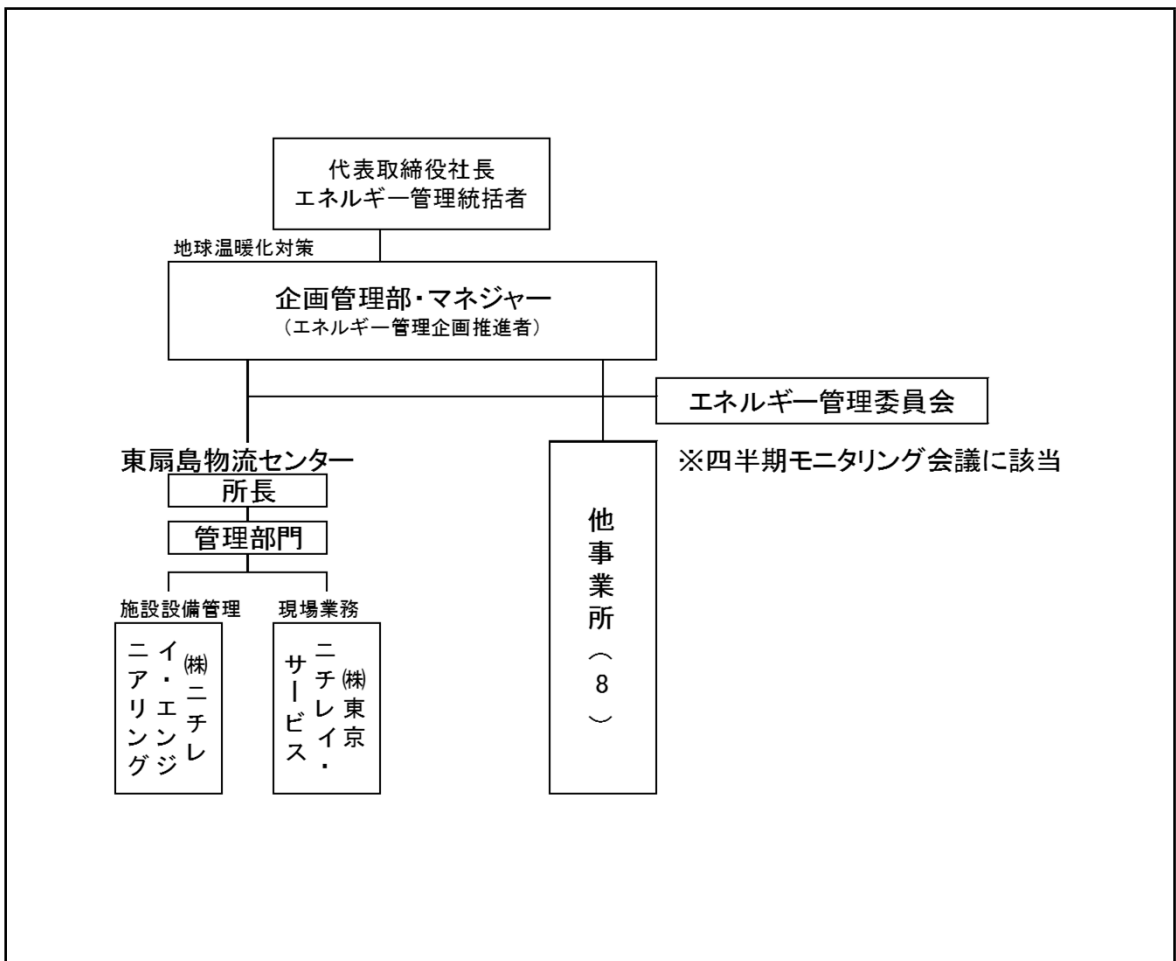 代表取締役社長
エネルギー管理統括者
地球温暖化対策
企画管理部・マネジャー
（エネルギー管理企画推進者）
エネルギー管理委員会
※四半期モニタリング会議に該当
東扇島物流センター
所長
管理部門
施設設備管理
㈱ニチレ
イ・エンジ
ニアリング
現場業務
㈱東京
ニチレイ・
サービス
他事業所（8）